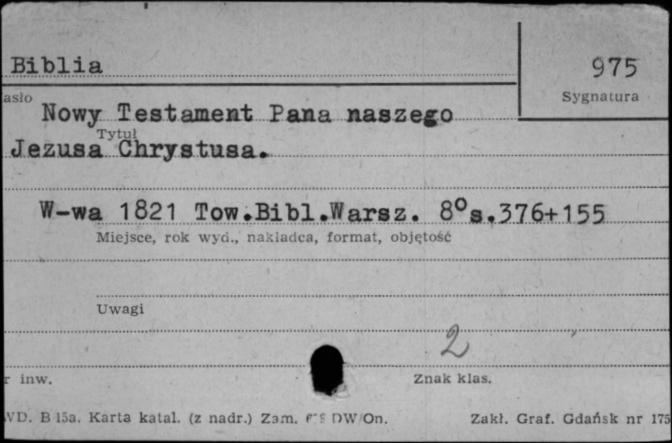 Biblia
975
Sygnatura
Nowy Testament Pana naszego
Tytuł
Jezusa Chrystusa.
W-wa 1821 Tow.Bibl.Warsz. 8° s.376+155
Miejsce, rok wyd., nakładca, format, objętość
Uwagi
2
inw.
Znak klas.
B 15a. Karta katal. (z nadr.) Zam. DW/On.
Zakł. Graf. Gdańsk nr 175